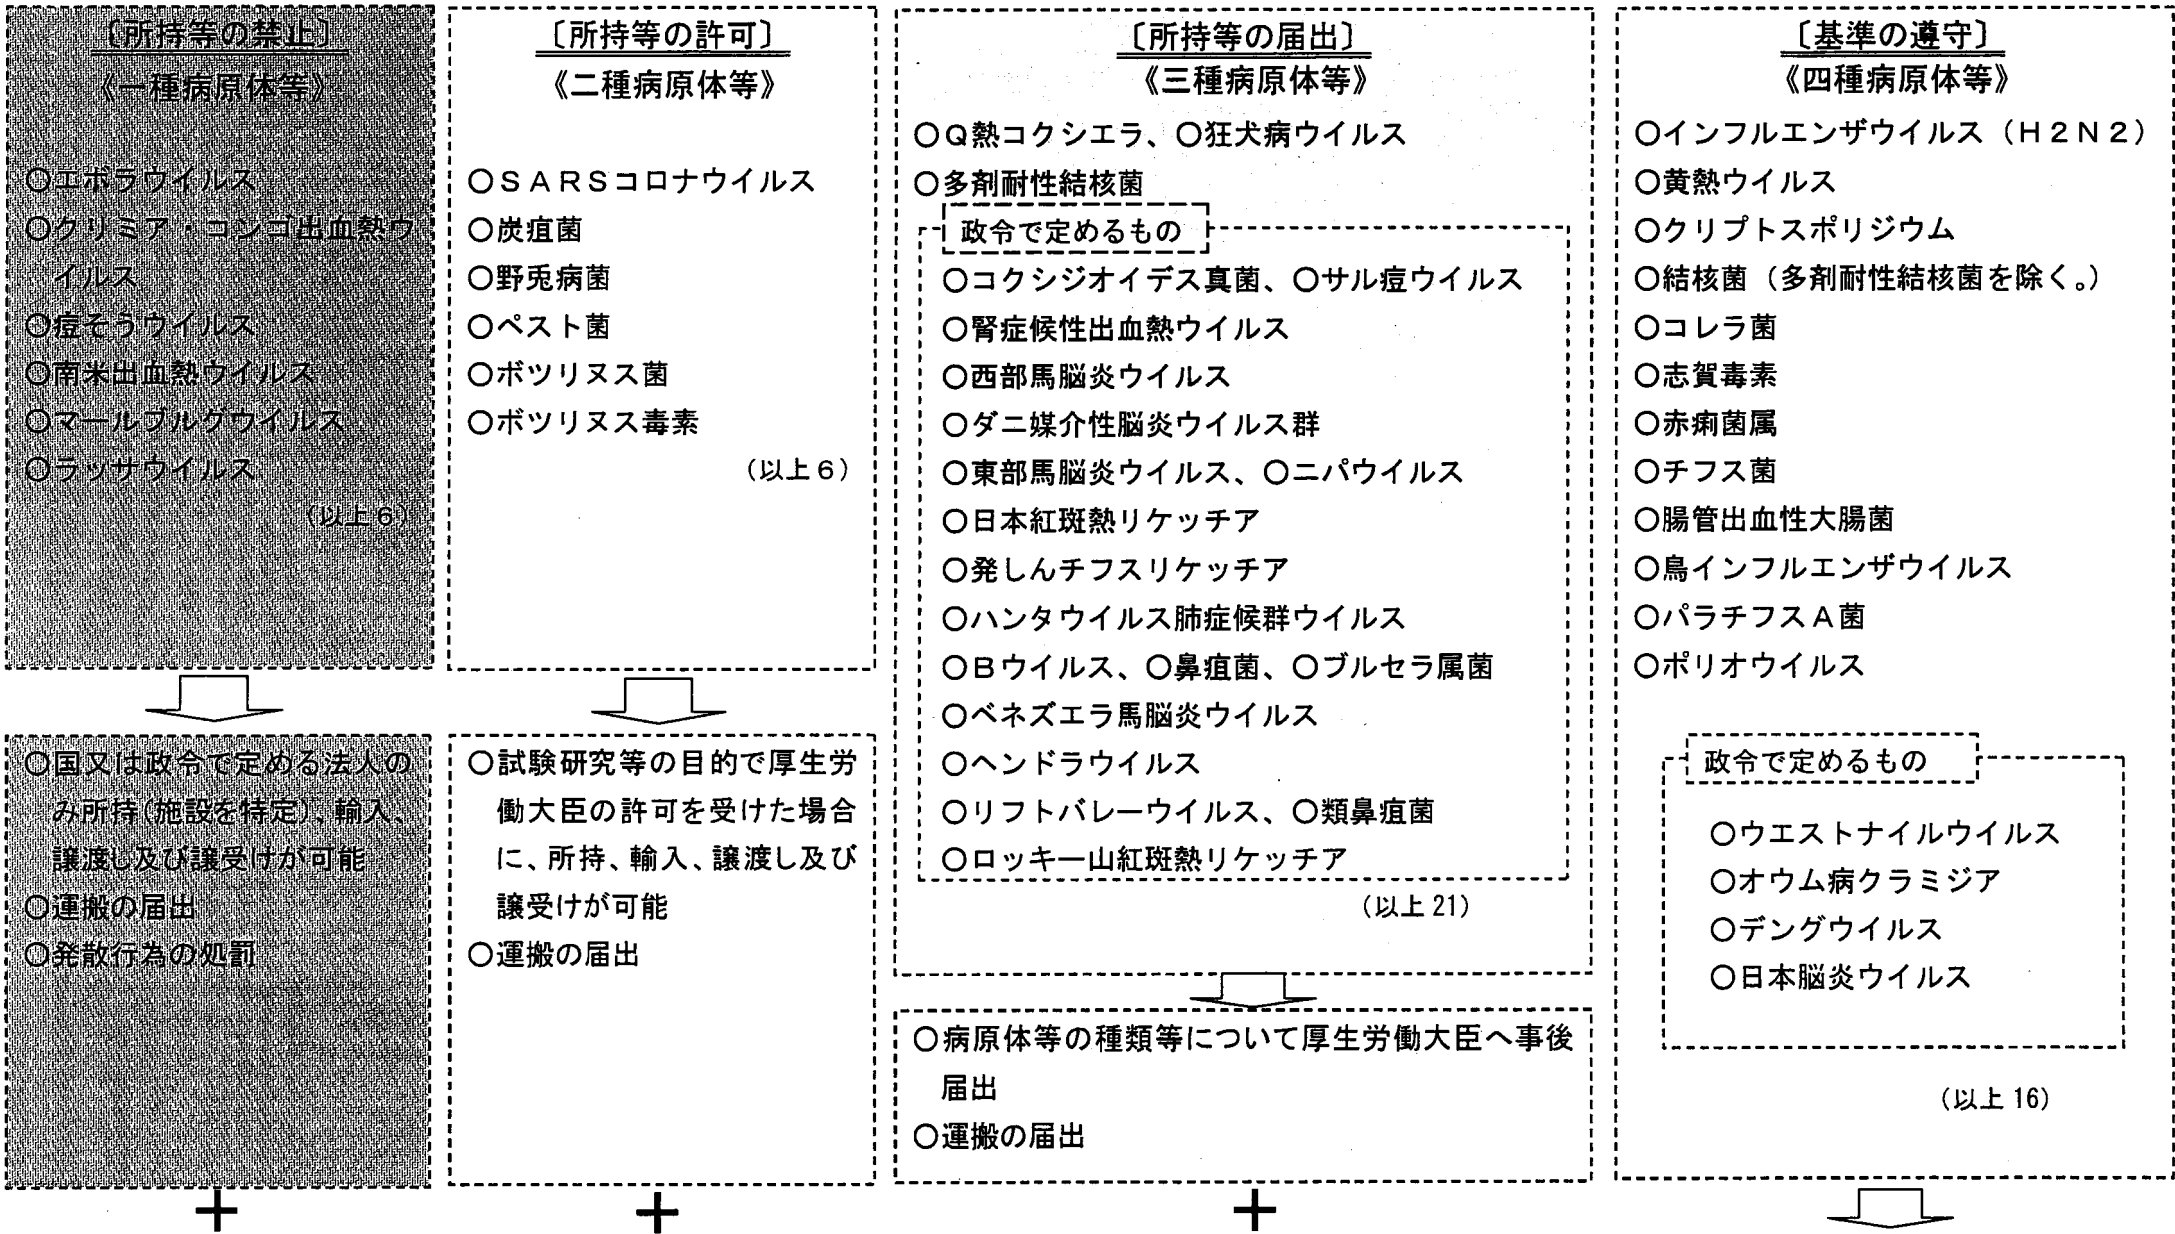 〔所持等の禁止〕
《一種病原体等》
○エボラウイルス
○クリミア・コンゴ出血熱ウ
イルス
○痘そうウイルス
○南米出血熱ウイルス
○マールブルグウイルス
○ラッサウイルス
（以上６）
○国又は政令で定める法人の
み所持（施設を特定）、輸入、
譲渡し及び譲受けが可能
○運搬の届出
○発散行為の処罰
＋
〔所持等の許可〕
《二種病原体等》
○ＳＡＲＳコロナウイルス
○炭疽菌
○野兎病菌
○ペスト菌
○ボツリヌス菌
○ボツリヌス毒素
（以上６）
○試験研究等の目的で厚生労
働大臣の許可を受けた場合
に、所持、輸入、譲渡し及び
譲受けが可能
○運搬の届出
＋
〔所持等の届出〕
《三種病原体等》
○Ｑ熱コクシエラ、○狂犬病ウイルス
○多剤耐性結核菌
政令で定めるもの
○コクシジオイデス真菌、○サル痘ウイルス
○腎症候性出血熱ウイルス
○西部馬脳炎ウイルス
○ダニ媒介性脳炎ウイルス群
○東部馬脳炎ウイルス、○ニパウイルス
○日本紅斑熱リケッチア
○発しんチフスリケッチア
○ハンタウイルス肺症候群ウイルス
○Ｂウイルス、○鼻疽菌、○ブルセラ属菌
○ベネズエラ馬脳炎ウイルス
○ヘンドラウイルス
○リフトバレーウイルス、○類鼻疽菌
○ロッキー山紅斑熱リケッチア
（以上 21）
○病原体等の種類等について厚生労働大臣へ事後
届出
○運搬の届出
＋
〔基準の遵守〕
《四種病原体等》
○インフルエンザウイルス（Ｈ２Ｎ２）
○黄熱ウイルス
○クリプトスポリジウム
○結核菌（多剤耐性結核菌を除く。）
○コレラ菌
○志賀毒素
○赤痢菌属
○チフス菌
○腸管出血性大腸菌
○鳥インフルエンザウイルス
○パラチフスＡ菌
○ポリオウイルス
政令で定めるもの
○ウエストナイルウイルス
○オウム病クラミジア
○デングウイルス
○日本脳炎ウイルス
（以上 16）